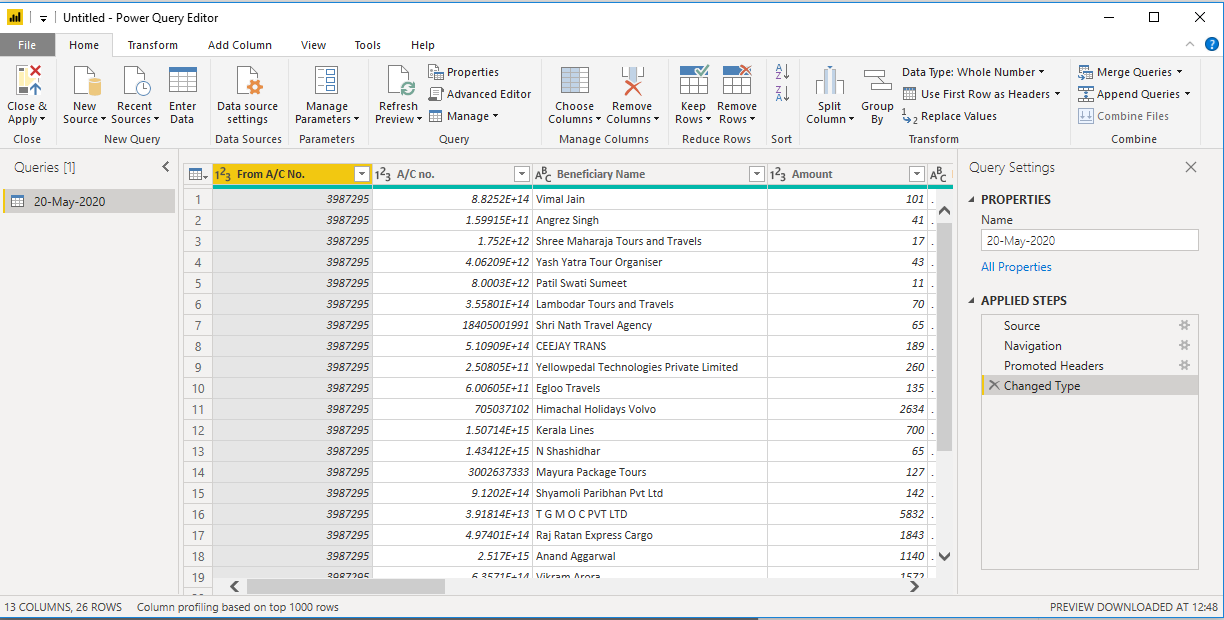 Untitled - Power Query Editor
File Home Transform Add Column View Tools Help
Close & Apply
New Source
Recent Sources
Enter Data
Data source settings
Manage Parameters
Refresh Preview
Properties
Advanced Editor
Manage
Choose Columns
Remove Columns
Keep Rows
Remove Rows
Split Column
Group By
Data Type: Whole Number
Use First Row as Headers
Replace Values
Merge Queries
Append Queries
Combine Files
Close New Query Data Sources Parameters Query Manage Columns Reduce Rows Sort Transform Combine
Queries [1]
20-May-2020
From A/C No. A/C no. Beneficiary Name Amount
1 3987295 8.8252E+14 Vimal Jain 101
2 3987295 1.59915E+11 Angrez Singh 41
3 3987295 1.752E+12 Shree Maharaja Tours and Travels 17
4 3987295 4.06209E+12 Yash Yatra Tour Organiser 43
5 3987295 8.0003E+12 Patil Swati Sumeet 11
6 3987295 3.55801E+14 Lambodar Tours and Travels 70
7 3987295 18405001991 Shri Nath Travel Agency 65
8 3987295 5.10909E+14 CEEJAY TRANS 189
9 3987295 2.50805E+11 Yellowpedal Technologies Private Limited 260
10 3987295 6.00605E+11 Egloo Travels 135
11 3987295 705037102 Himachal Holidays Volvo 2634
12 3987295 1.50714E+15 Kerala Lines 700
13 3987295 1.43412E+15 N Shashidhar 65
14 3987295 3002637333 Mayura Package Tours 127
15 3987295 9.1202E+14 Shyamoli Paribhan Pvt Ltd 142
16 3987295 3.91814E+13 T G M O C PVT LTD 5832
17 3987295 4.97401E+14 Raj Ratan Express Cargo 1843
18 3987295 2.517E+15 Anand Aggarwal 1140
19 3987295 6.3571E+14 Vikram Arora 1572
Query Settings
PROPERTIES
Name
20-May-2020
All Properties
APPLIED STEPS
Source
Navigation
Promoted Headers
Changed Type
13 COLUMNS, 26 ROWS Column profiling based on top 1000 rows
PREVIEW DOWNLOADED AT 12:48